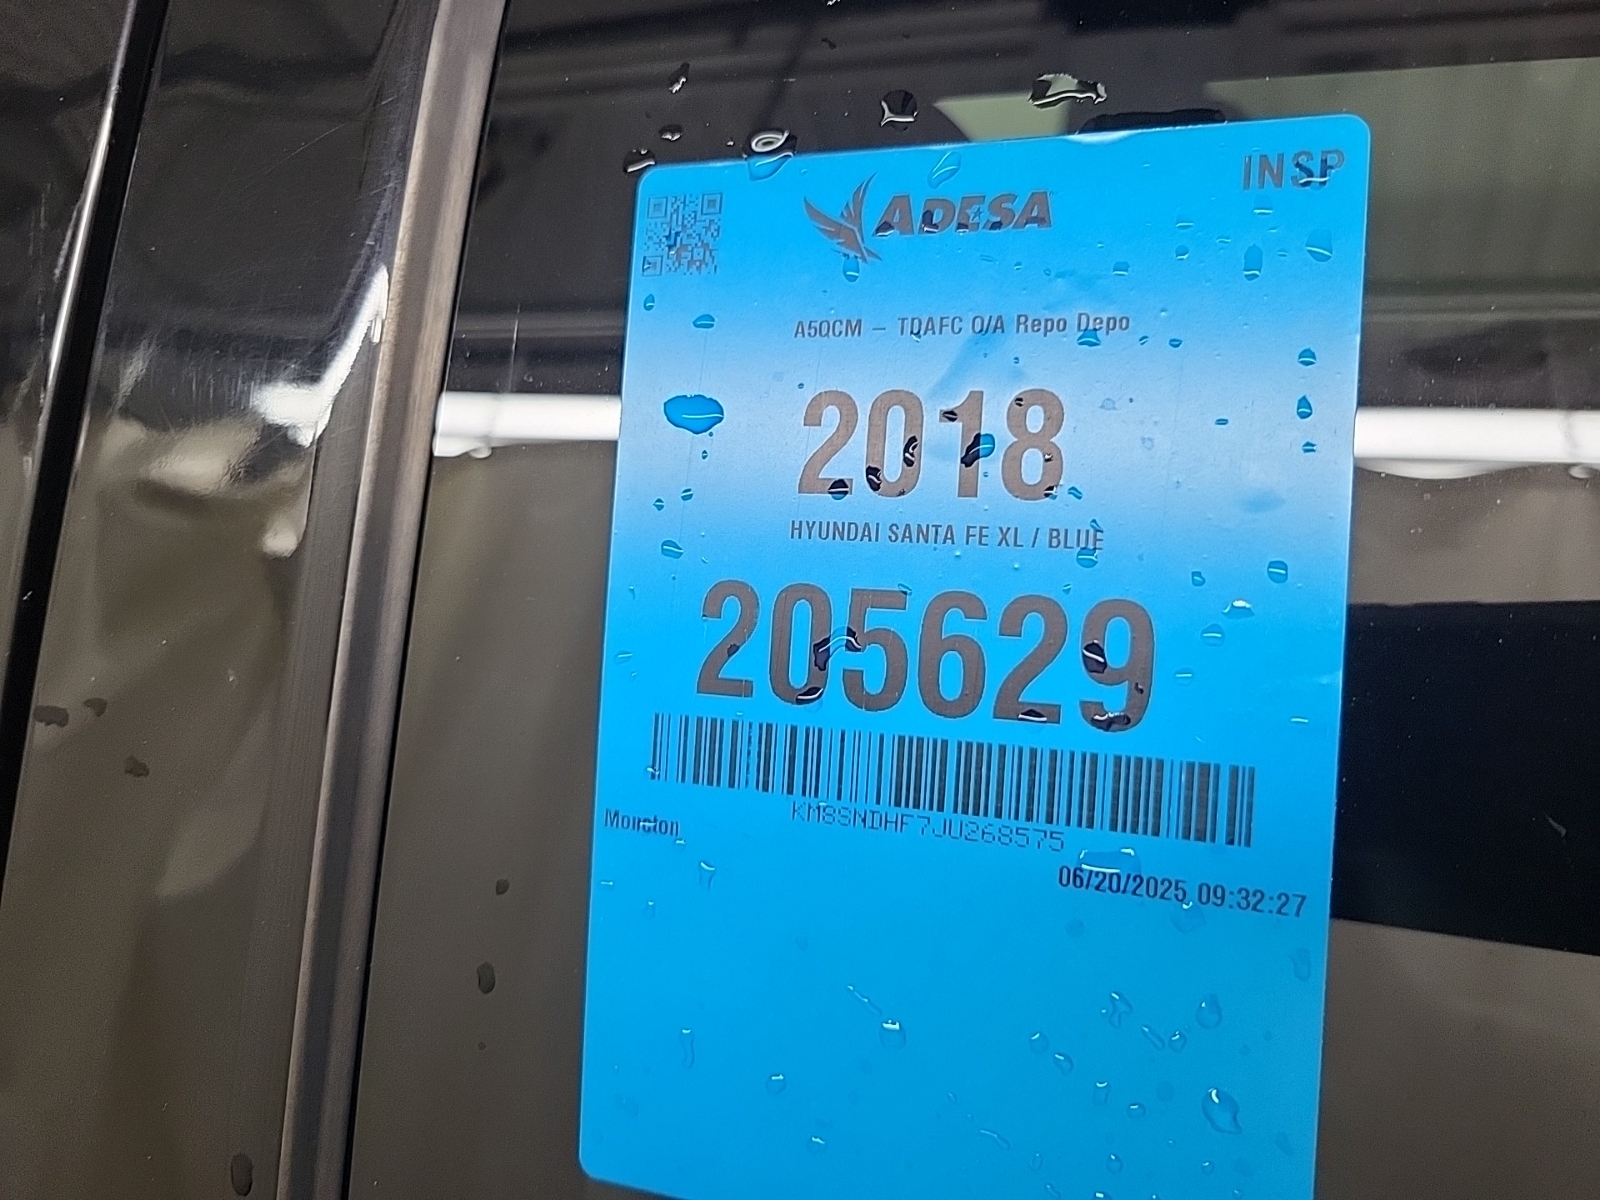 INSP
ADESA
A5QCM – TDAFC O/A Repo Depo
2018
HYUNDAI SANTA FE XL / BLUE
205629
KM8SNDHF7JU268575
Moncton
06/20/2025 09:32:27